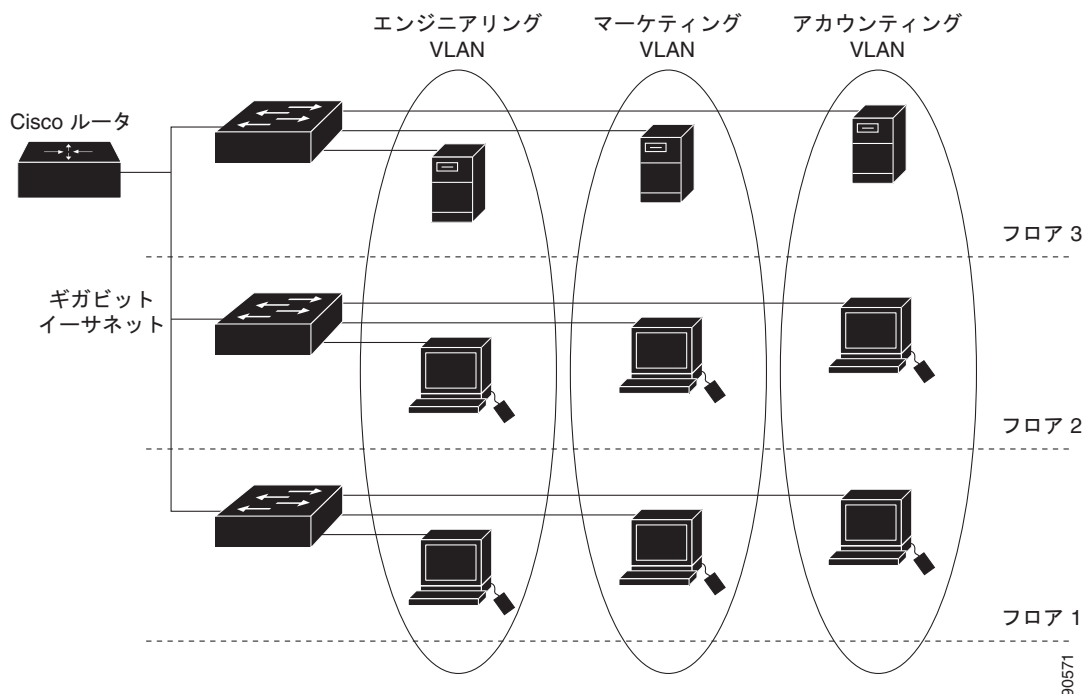 エンジニアリング
VLAN
マーケティング
VLAN
アカウンティング
VLAN
Cisco ルータ
フロア 3
ギガビット
イーサネット
フロア 2
フロア 1
90571